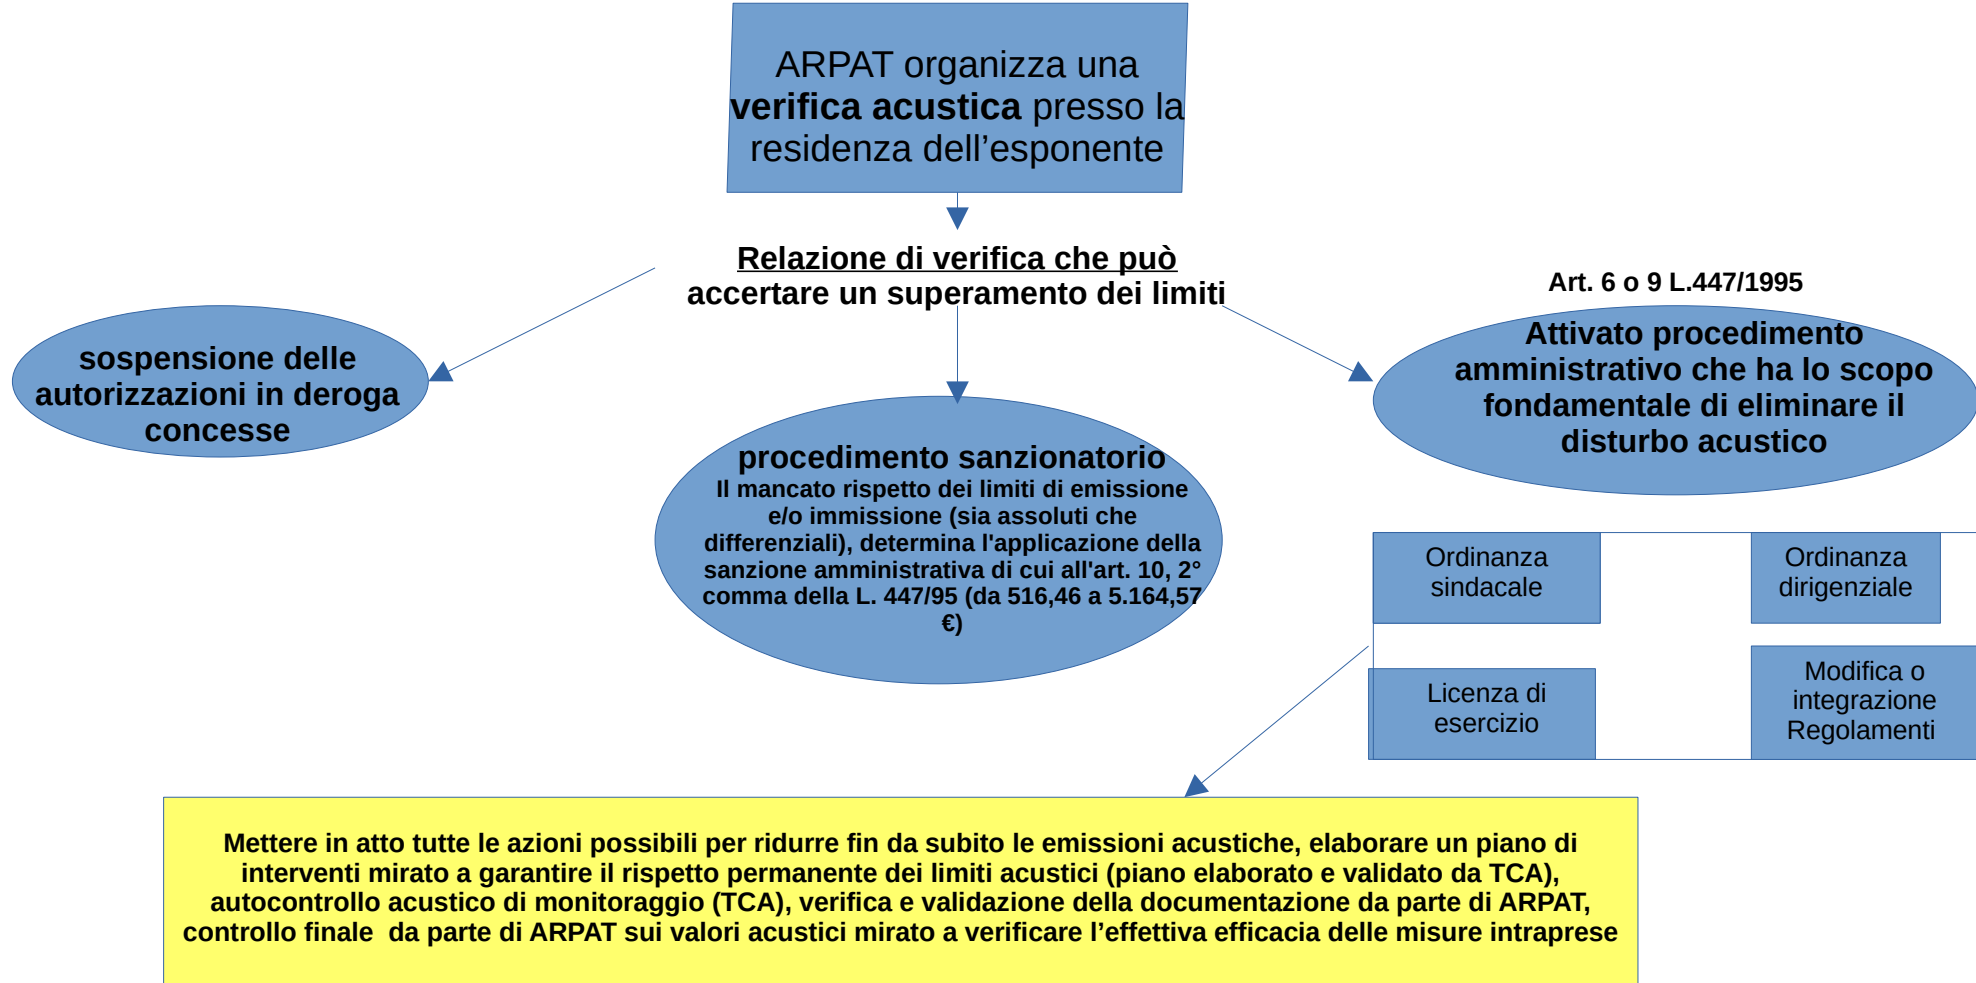 ARPAT organizza una
verifica acustica presso la
residenza dell’esponente
Relazione di verifica che può
accertare un superamento dei limiti
Art. 6 o 9 L.447/1995
sospensione delle
autorizzazioni in deroga
concesse
procedimento sanzionatorio
Il mancato rispetto dei limiti di emissione
e/o immissione (sia assoluti che
differenziali), determina l'applicazione della
sanzione amministrativa di cui all'art. 10, 2°
comma della L. 447/95 (da 516,46 a 5.164,57
€)
Attivato procedimento
amministrativo che ha lo scopo
fondamentale di eliminare il
disturbo acustico
Ordinanza
sindacale
Ordinanza
dirigenziale
Licenza di
esercizio
Modifica o
integrazione
Regolamenti
Mettere in atto tutte le azioni possibili per ridurre fin da subito le emissioni acustiche, elaborare un piano di
interventi mirato a garantire il rispetto permanente dei limiti acustici (piano elaborato e validato da TCA),
autocontrollo acustico di monitoraggio (TCA), verifica e validazione della documentazione da parte di ARPAT,
controllo finale  da parte di ARPAT sui valori acustici mirato a verificare l’effettiva efficacia delle misure intraprese